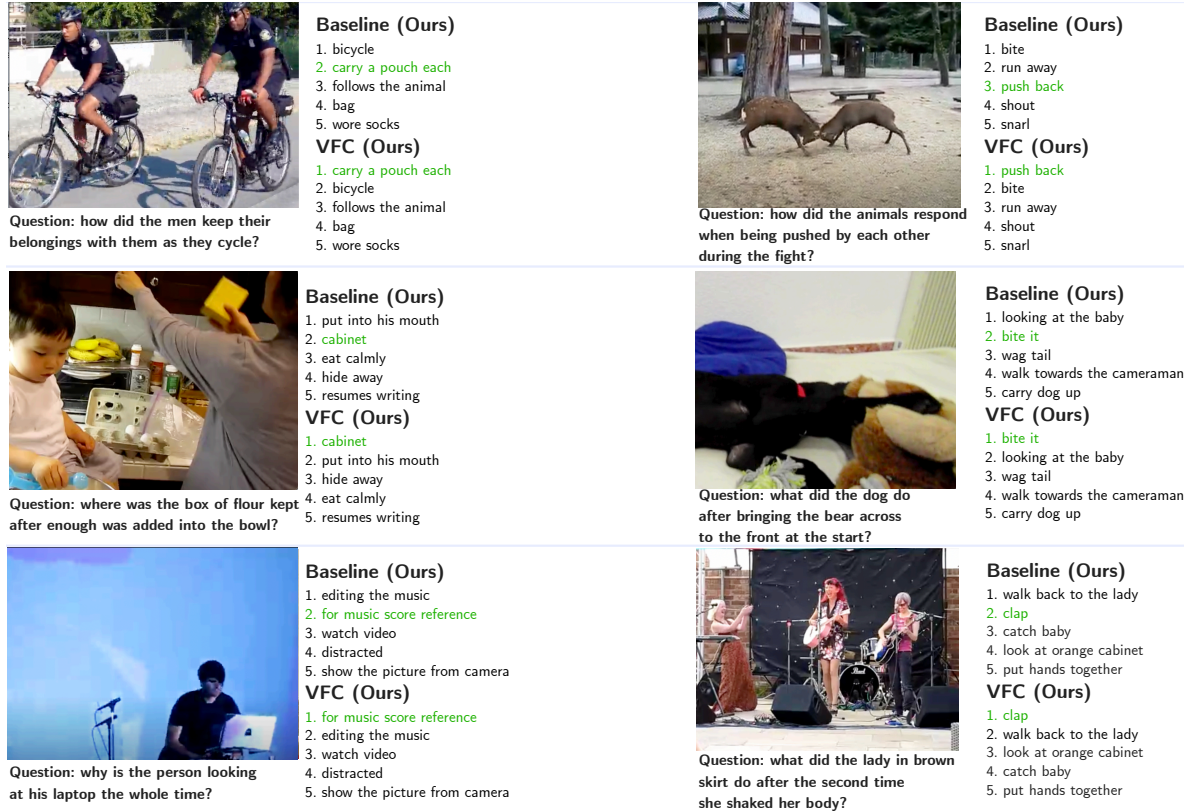 Baseline (Ours)
1. bicycle
2. carry a pouch each
3. follows the animal
4. bag
5. wore socks
VFC (Ours)
1. carry a pouch each
2. bicycle
3. follows the animal
4. bag
5. wore socks
Question: how did the men keep their
belongings with them as they cycle?
Baseline (Ours)
1. bite
2. run away
3. push back
4. shout
5. snarl
VFC (Ours)
1. push back
2. bite
3. run away
4. shout
5. snarl
Question: how did the animals respond
when being pushed by each other
during the fight?
Baseline (Ours)
1. put into his mouth
2. cabinet
3. eat calmly
4. hide away
5. resumes writing
VFC (Ours)
1. cabinet
2. put into his mouth
3. hide away
4. eat calmly
5. resumes writing
Question: where was the box of flour kept
after enough was added into the bowl?
Baseline (Ours)
1. looking at the baby
2. bite it
3. wag tail
4. walk towards the cameraman
5. carry dog up
VFC (Ours)
1. bite it
2. looking at the baby
3. wag tail
4. walk towards the cameraman
5. carry dog up
Question: what did the dog do
after bringing the bear across
to the front at the start?
Baseline (Ours)
1. editing the music
2. for music score reference
3. watch video
4. distracted
5. show the picture from camera
VFC (Ours)
1. for music score reference
2. editing the music
3. watch video
4. distracted
5. show the picture from camera
Question: why is the person looking
at his laptop the whole time?
Baseline (Ours)
1. walk back to the lady
2. clap
3. catch baby
4. look at orange cabinet
5. put hands together
VFC (Ours)
1. clap
2. walk back to the lady
3. look at orange cabinet
4. catch baby
5. put hands together
Question: what did the lady in brown
skirt do after the second time
she shaked her body?